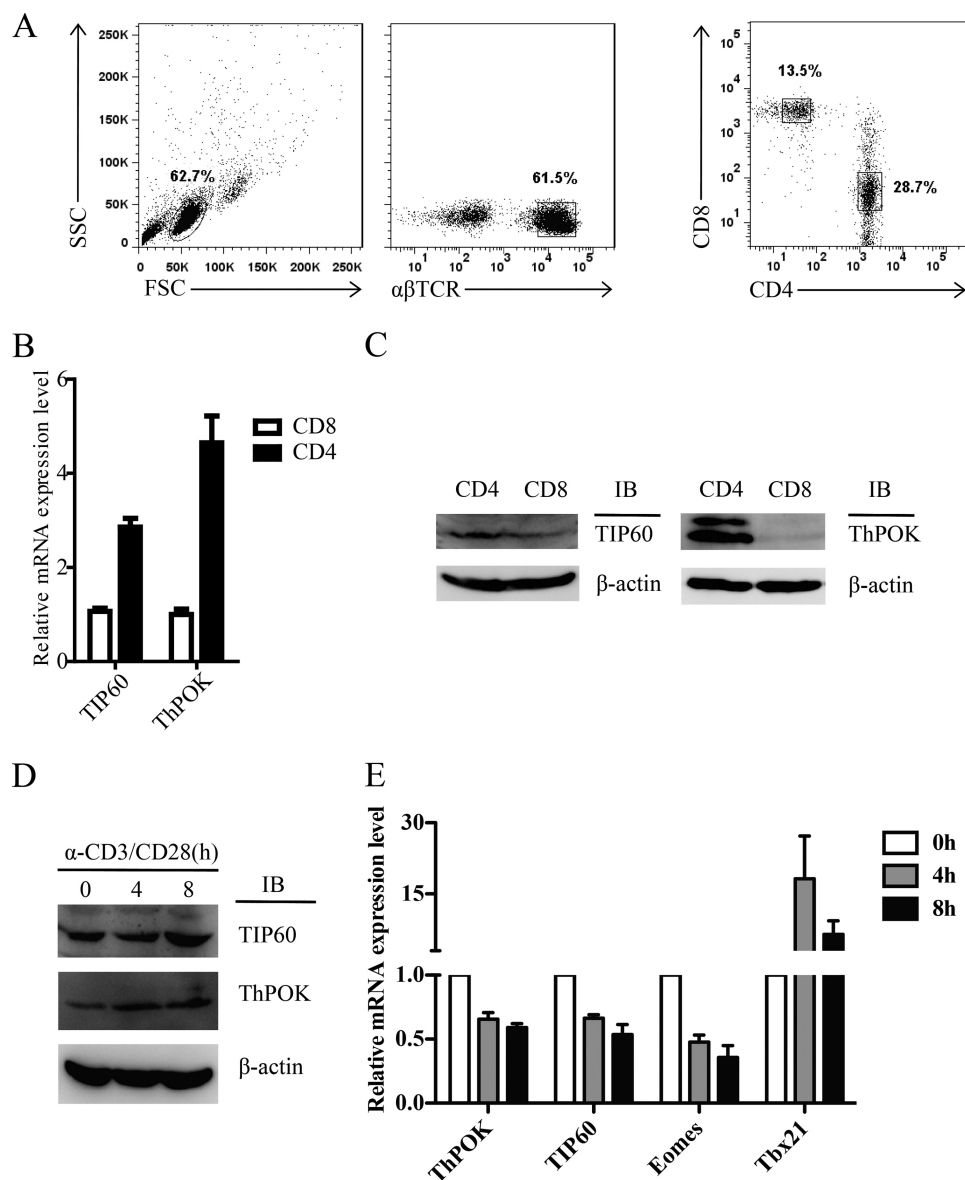 A
SSC
250K
200K
150K
100K
50K
0
62.7%
0 50K 100K 150K 200K 250K
FSC
61.5%
10^1 10^2 10^3 10^4 10^5
αβTCR
CD8
10^5
10^4
10^3
10^2
10^1
13.5%
28.7%
10^1 10^2 10^3 10^4 10^5
CD4
B
Relative mRNA expression level
6
4
2
0
CD8
CD4
TIP60
ThPOK
C
CD4 CD8 IB
TIP60
β-actin
CD4 CD8 IB
ThPOK
β-actin
D
α-CD3/CD28(h)
0 4 8 IB
TIP60
ThPOK
β-actin
E
Relative mRNA expression level
30
15
1.0
0.5
0.0
0h
4h
8h
ThPOK
TIP60
Eomes
Tbx21